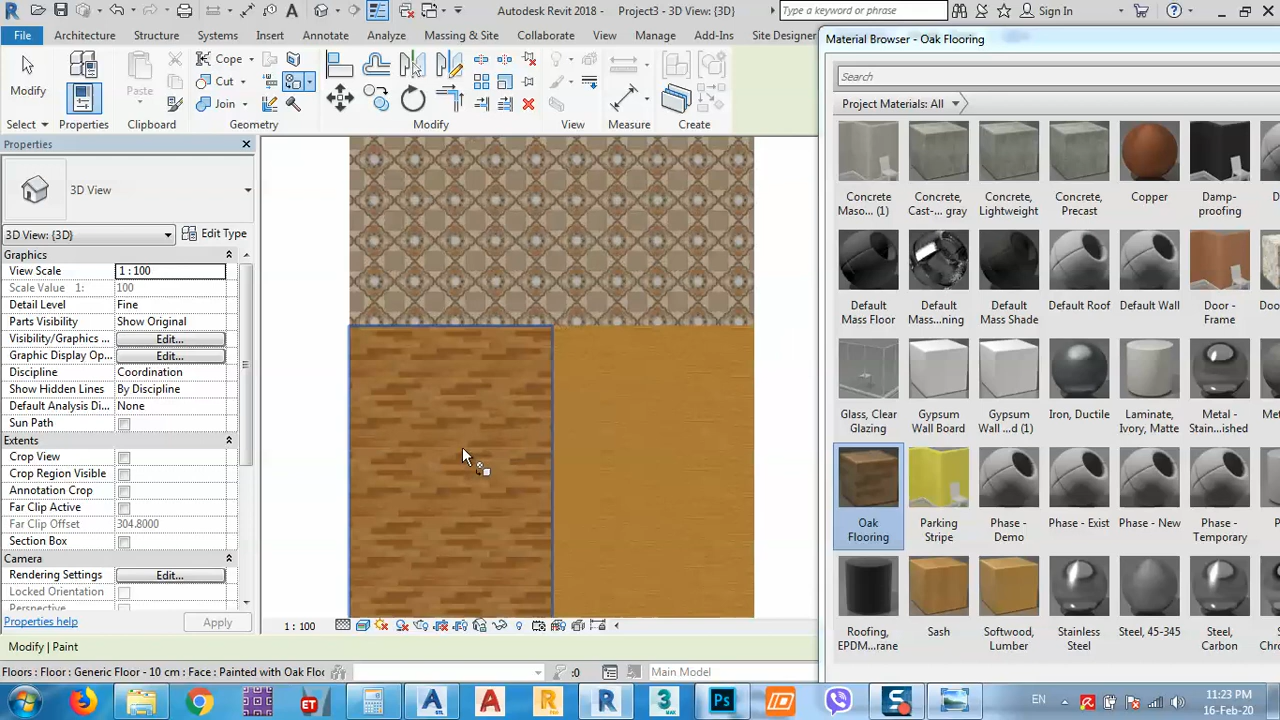 Autodesk Revit 2018 - Project3 - 3D View: {3D}
Type a keyword or phrase
Sign In
File Architecture Structure Systems Insert Annotate Analyze Massing & Site Collaborate View Manage Add-Ins Site Designer
Modify
Select
Properties
Paste
Clipboard
Cope
Cut
Join
Geometry
Modify
View
Measure
Create
Properties
3D View
3D View: {3D}
Edit Type
Graphics
View Scale 1 : 100
Scale Value 1: 100
Detail Level Fine
Parts Visibility Show Original
Visibility/Graphics ... Edit...
Graphic Display Op... Edit...
Discipline Coordination
Show Hidden Lines By Discipline
Default Analysis Di... None
Sun Path
Extents
Crop View
Crop Region Visible
Annotation Crop
Far Clip Active
Far Clip Offset 304.8000
Section Box
Camera
Rendering Settings Edit...
Locked Orientation
Perspective
Properties help
Apply
1 : 100
Modify | Paint
Floors : Floor : Generic Floor - 10 cm : Face : Painted with Oak Flo
:0
Main Model
Material Browser - Oak Flooring
Search
Project Materials: All
Concrete Maso... (1)
Concrete, Cast-... gray
Concrete, Lightweight
Concrete, Precast
Copper
Damp-proofing
Default Mass Floor
Default Mass...ning
Default Mass Shade
Default Roof
Default Wall
Door - Frame
Glass, Clear Glazing
Gypsum Wall Board
Gypsum Wall ...d (1)
Iron, Ductile
Laminate, Ivory, Matte
Metal - Stain...ished
Oak Flooring
Parking Stripe
Phase - Demo
Phase - Exist
Phase - New
Phase - Temporary
Roofing, EPDM...rane
Sash
Softwood, Lumber
Stainless Steel
Steel, 45-345
Steel, Carbon
EN
11:23 PM
16-Feb-20